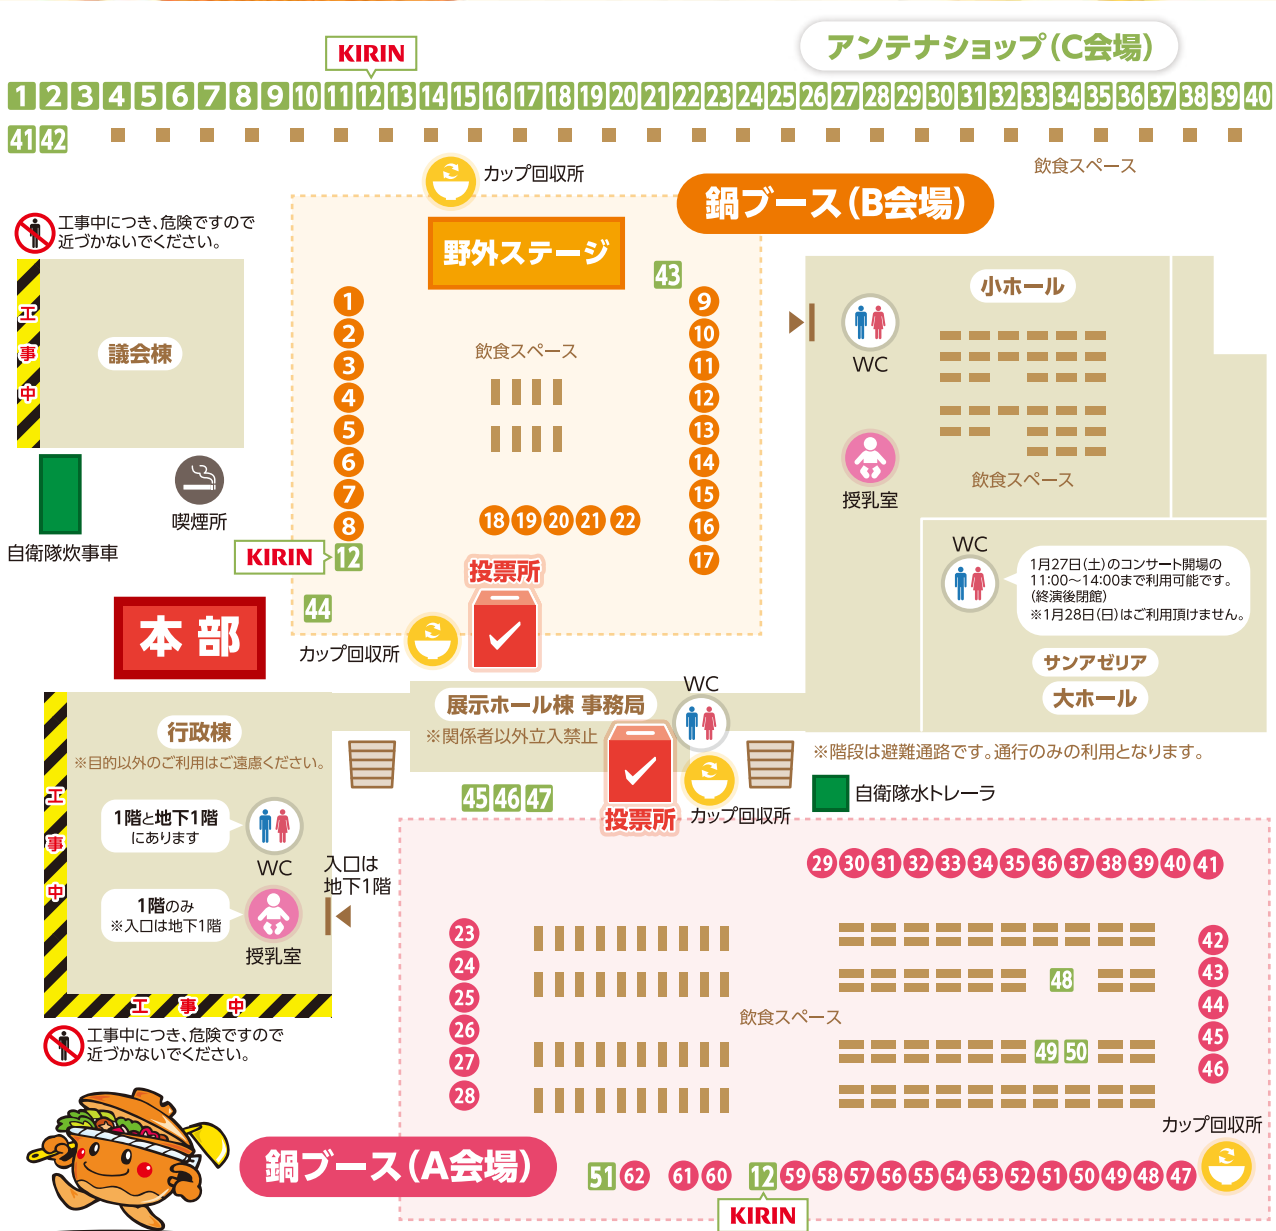 KIRIN
アンテナショップ(C会場)
1 2 3 4 5 6 7 8 9 10 11 12 13 14 15 16 17 18 19 20 21 22 23 24 25 26 27 28 29 30 31 32 33 34 35 36 37 38 39 40
41 42
飲食スペース
カップ回収所
鍋ブース(B会場)
工事中につき、危険ですので
近づかないでください。
野外ステージ
43
工事中
議会棟
1
2
3
4
5
6
7
8
飲食スペース
9
10
11
12
13
14
15
16
17
18 19 20 21 22
小ホール
WC
授乳室
飲食スペース
自衛隊炊事車
喫煙所
KIRIN
12
44
投票所
カップ回収所
WC
1月27日(土)のコンサート開場の
11:00〜14:00まで利用可能です。
(終演後閉館)
※1月28日(日)はご利用頂けません。
サンアゼリア
大ホール
本部
展示ホール棟 事務局
※関係者以外立入禁止
WC
行政棟
※目的以外のご利用はご遠慮ください。
※階段は避難通路です。通行のみの利用となります。
自衛隊水トレーラ
45 46 47
投票所
カップ回収所
工事中
1階と地下1階
にあります
WC
入口は
地下1階
1階のみ
※入口は地下1階
授乳室
工事中
工事中につき、危険ですので
近づかないでください。
29 30 31 32 33 34 35 36 37 38 39 40 41
23
24
25
26
27
28
42
43
44
45
46
48
飲食スペース
49 50
カップ回収所
鍋ブース(A会場)
51 62 61 60 12 59 58 57 56 55 54 53 52 51 50 49 48 47
KIRIN